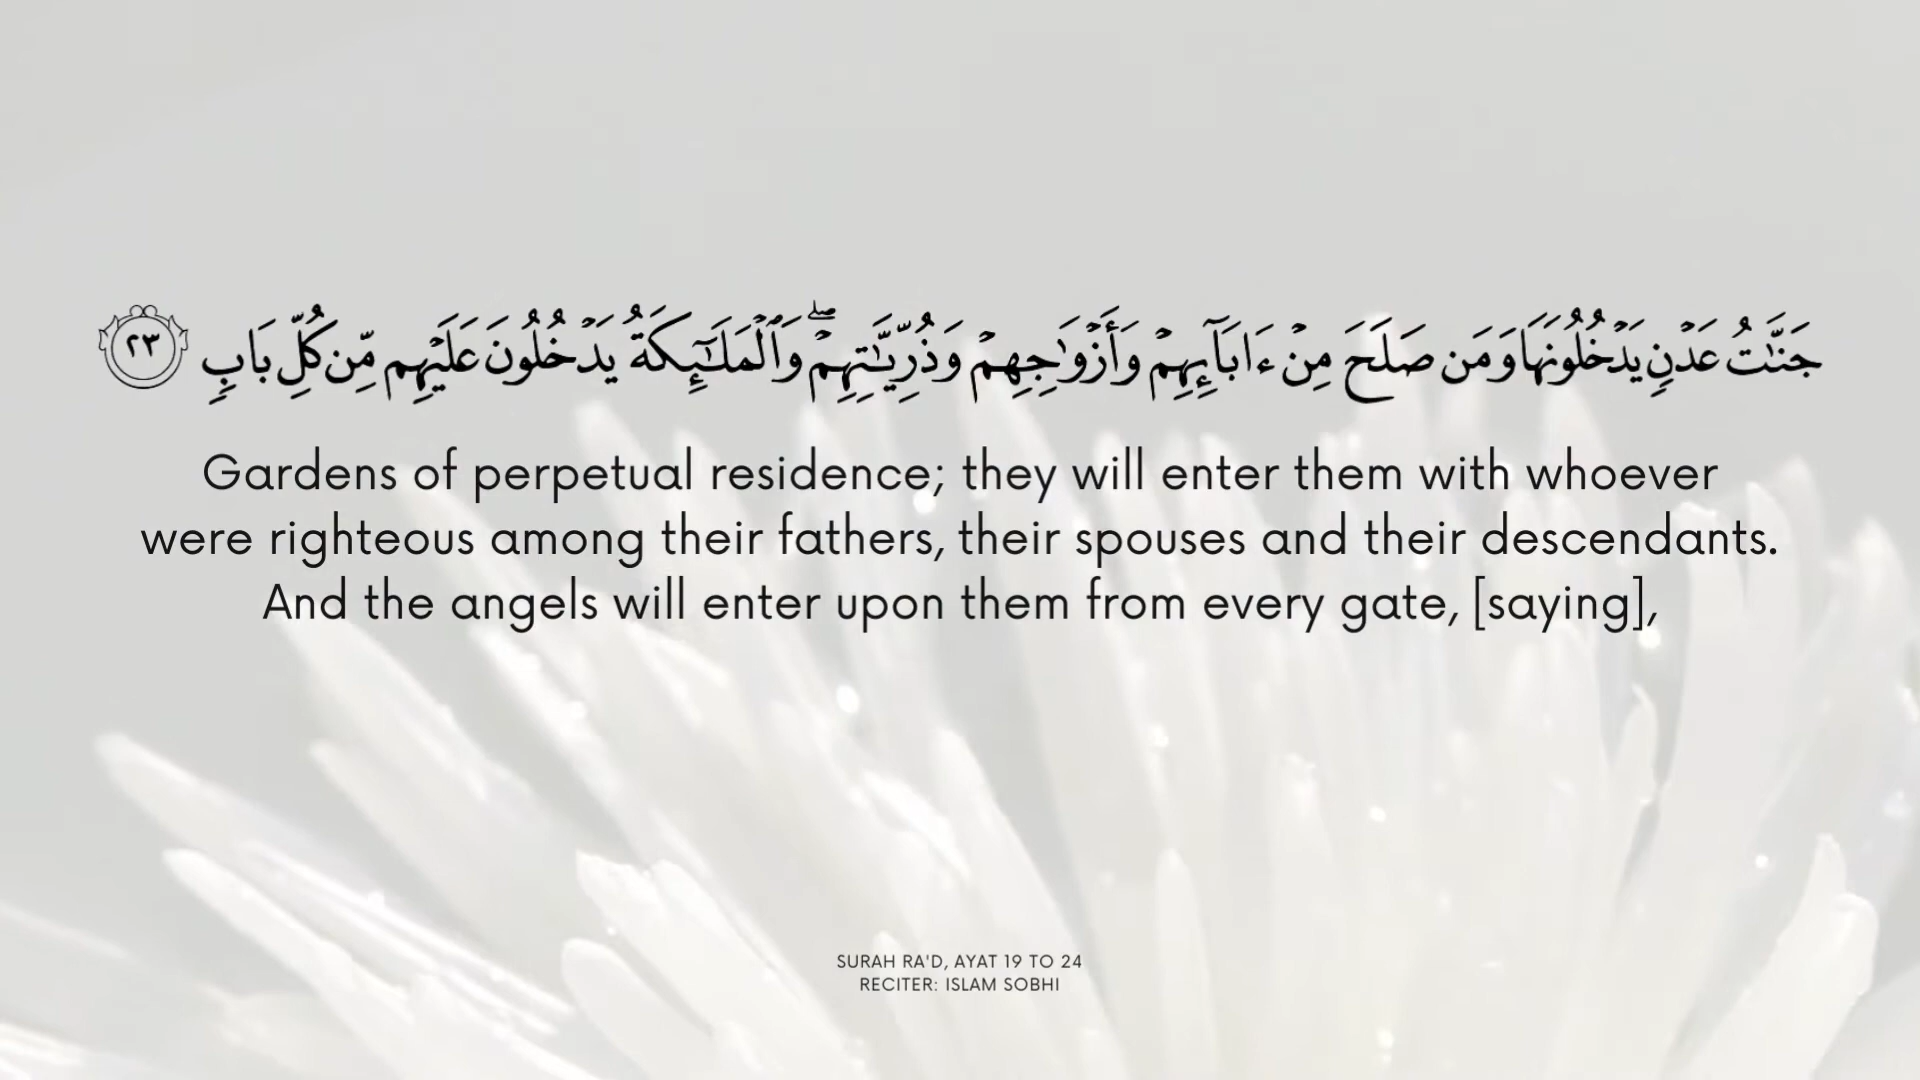 جَنَّٰتُ عَدۡنٖ يَدۡخُلُونَهَا وَمَن صَلَحَ مِنۡ ءَابَآئِهِمۡ وَأَزۡوَٰجِهِمۡ وَذُرِّيَّٰتِهِمۡۖ وَٱلۡمَلَٰٓئِكَةُ يَدۡخُلُونَ عَلَيۡهِم مِّن كُلِّ بَابٖ ٢٣
Gardens of perpetual residence; they will enter them with whoever
were righteous among their fathers, their spouses and their descendants.
And the angels will enter upon them from every gate, [saying],
SURAH RA'D, AYAT 19 TO 24
RECITER: ISLAM SOBHI